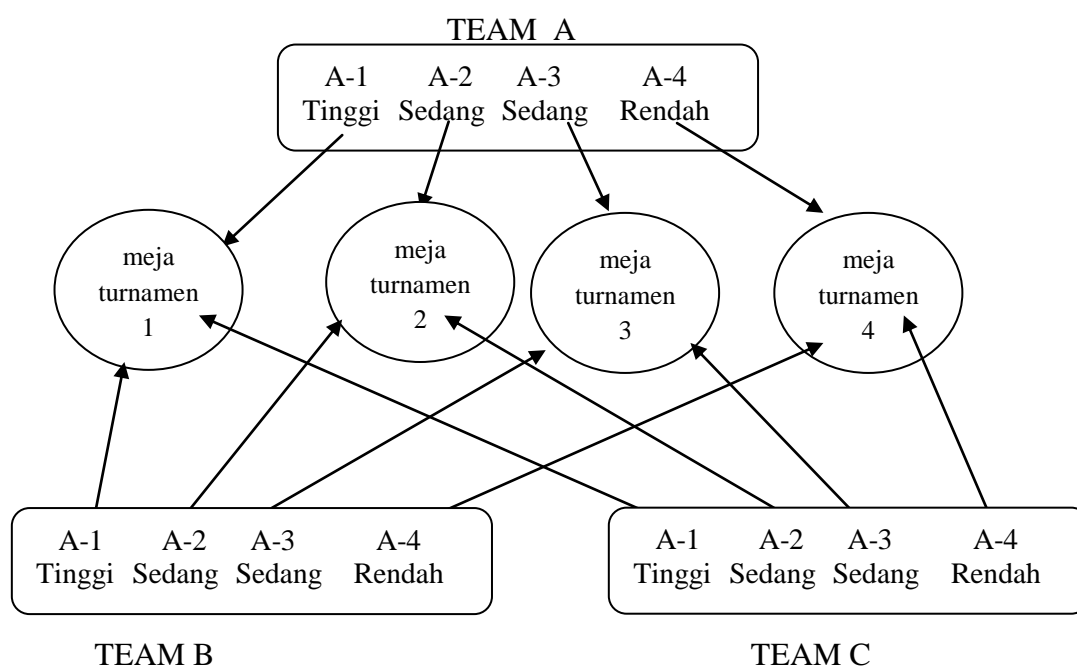 TEAM A
A-1 A-2 A-3 A-4
Tinggi Sedang Sedang Rendah
meja
turnamen
1
meja
turnamen
2
meja
turnamen
3
meja
turnamen
4
A-1 A-2 A-3 A-4
Tinggi Sedang Sedang Rendah
A-1 A-2 A-3 A-4
Tinggi Sedang Sedang Rendah
TEAM B
TEAM C